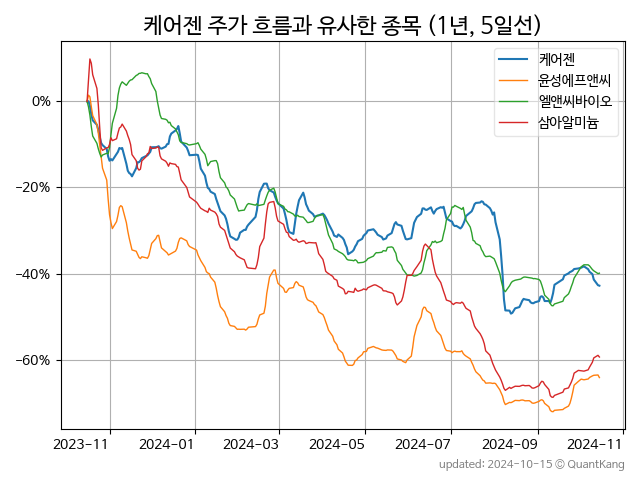 케어젠 주가 흐름과 유사한 종목 (1년, 5일선)
케어젠
윤성에프앤씨
엘앤씨바이오
삼아알미늄
0%
−20%
−40%
−60%
2023-11 2024-01 2024-03 2024-05 2024-07 2024-09 2024-11
updated: 2024-10-15 © QuantKang